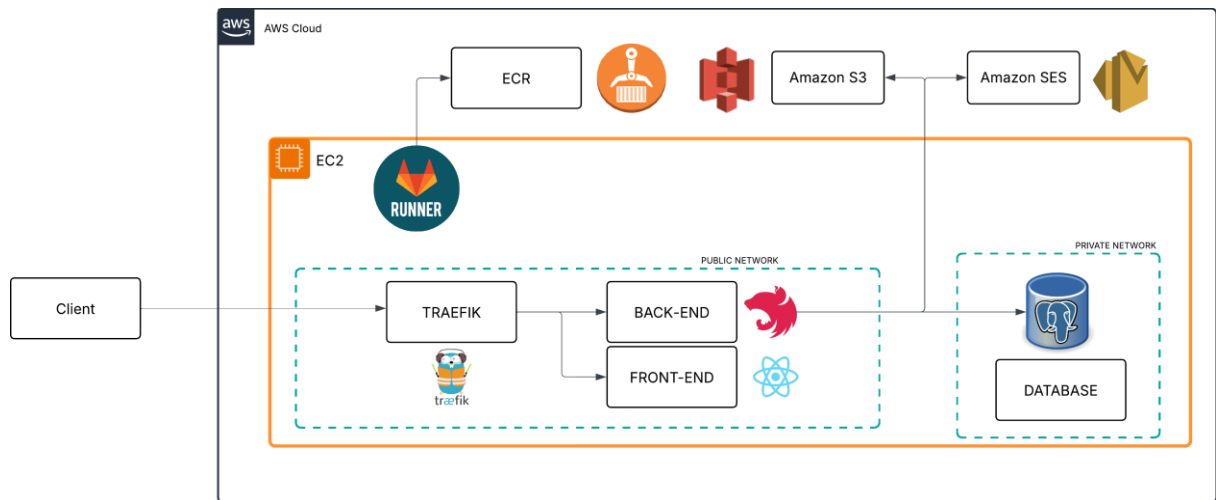 aws
AWS Cloud
ECR
Amazon S3
Amazon SES
EC2
RUNNER
PRIVATE NETWORK
PUBLIC NETWORK
Client
TRAEFIK
BACK-END
træfik
FRONT-END
DATABASE